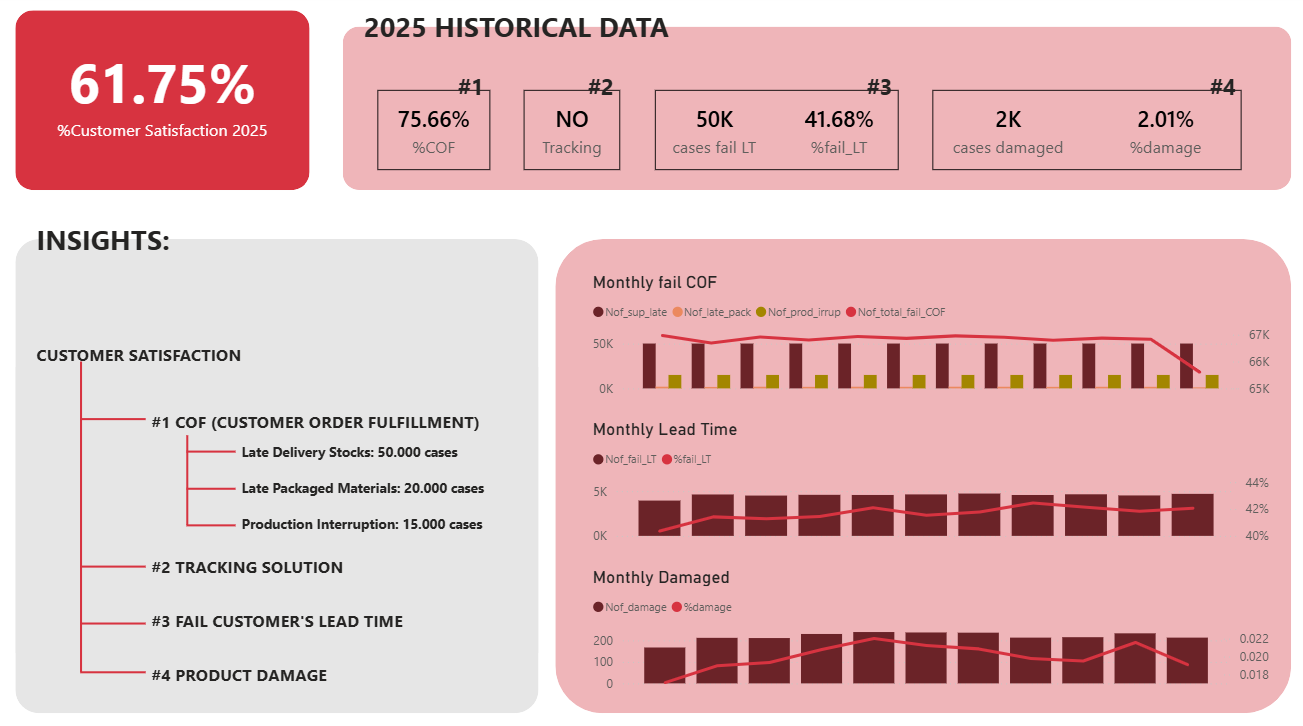 61.75%
%Customer Satisfaction 2025
2025 HISTORICAL DATA
#1
75.66%
%COF
#2
NO
Tracking
#3
50K
cases fail LT
41.68%
%fail_LT
#4
2K
cases damaged
2.01%
%damage
INSIGHTS:
CUSTOMER SATISFACTION
#1 COF (CUSTOMER ORDER FULFILLMENT)
Late Delivery Stocks: 50.000 cases
Late Packaged Materials: 20.000 cases
Production Interruption: 15.000 cases
#2 TRACKING SOLUTION
#3 FAIL CUSTOMER'S LEAD TIME
#4 PRODUCT DAMAGE
Monthly fail COF
Nof_sup_late Nof_late_pack Nof_prod_irrup Nof_total_fail_COF
50K
0K
67K
66K
65K
Monthly Lead Time
Nof_fail_LT %fail_LT
5K
0K
44%
42%
40%
Monthly Damaged
Nof_damage %damage
200
100
0
0.022
0.020
0.018